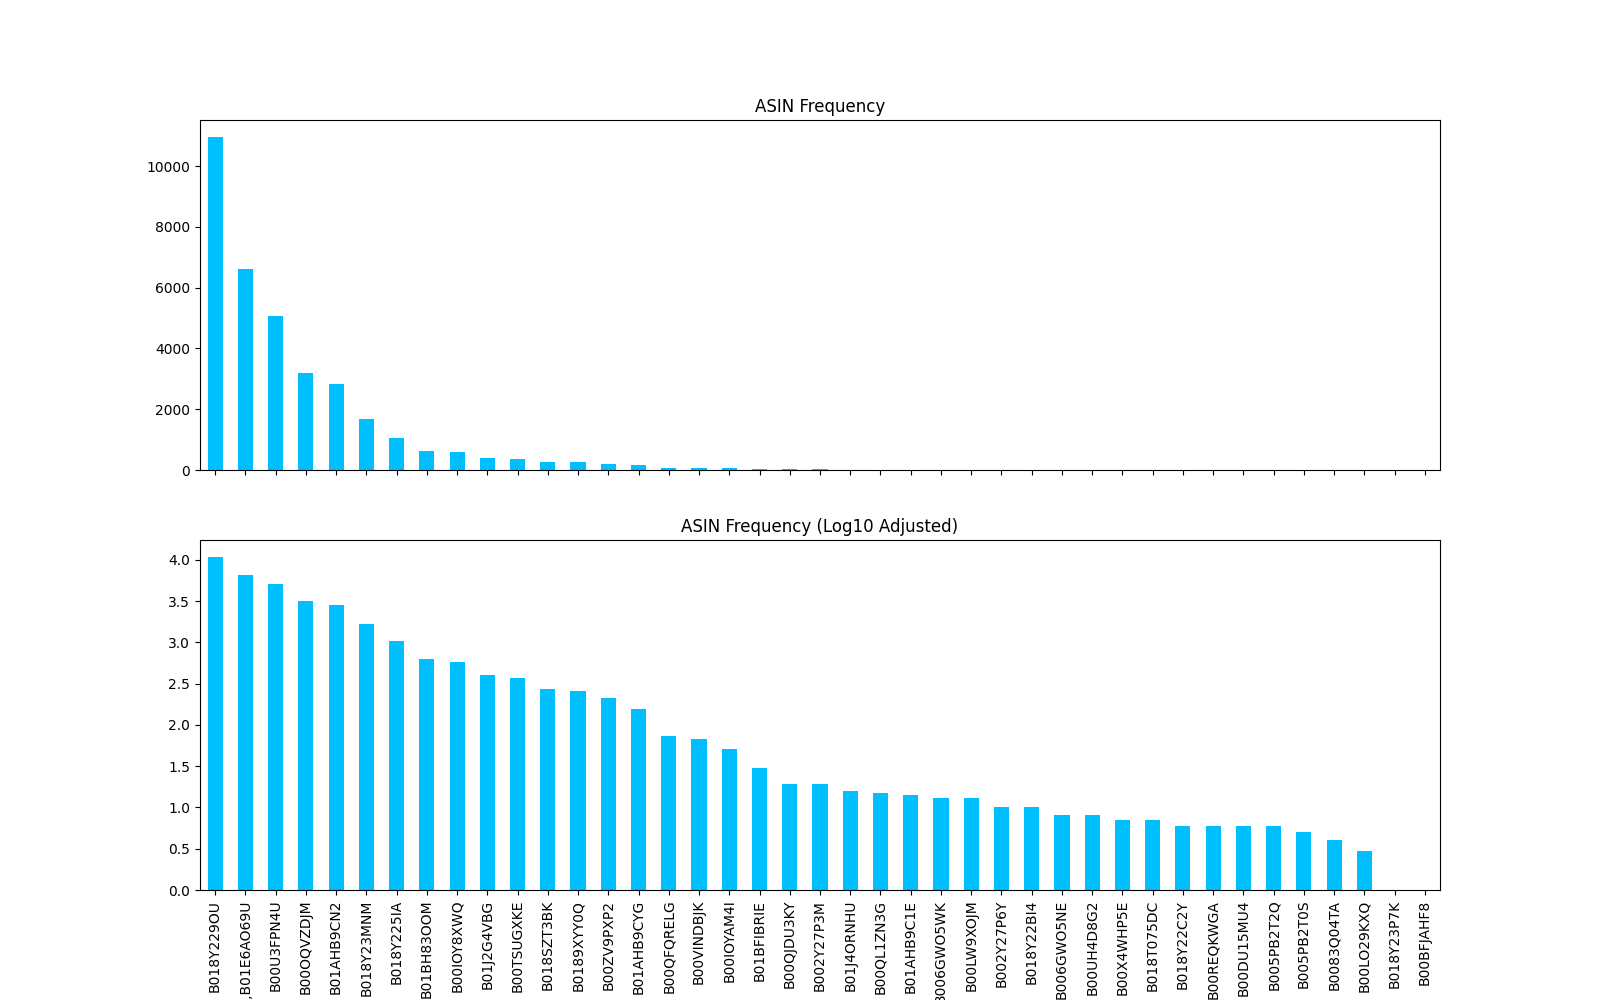 ASIN Frequency
10000
8000
6000
4000
2000
0
ASIN Frequency (Log10 Adjusted)
4.0
3.5
3.0
2.5
2.0
1.5
1.0
0.5
0.0
B018Y229OU
,B01E6AO69U
B00U3FPN4U
B00OQVZDJM
B01AHB9CN2
B018Y23MNM
B018Y225IA
B01BH83OOM
B00IOY8XWQ
B01J2G4VBG
B00TSUGXKE
B018SZT3BK
B0189XYY0Q
B00ZV9PXP2
B01AHB9CYG
B00QFQRELG
B00VINDBJK
B00IOYAM4I
B01BFIBRIE
B00QJDU3KY
B002Y27P3M
B01J4ORNHU
B00QL1ZN3G
B01AHB9C1E
B006GWO5WK
B00LW9XOJM
B002Y27P6Y
B018Y22BI4
B006GWO5NE
B00UH4D8G2
B00X4WHP5E
B018T075DC
B018Y22C2Y
B00REQKWGA
B00DU15MU4
B005PB2T2Q
B005PB2T0S
B0083Q04TA
B00LO29KXQ
B018Y23P7K
B00BFJAHF8